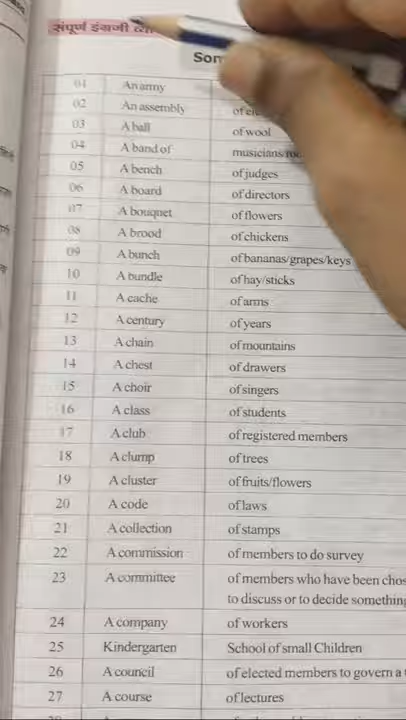 संपूर्ण इंग्रजी
01 An army
02 An assembly of
03 A ball of wool
04 A band of musicians
05 A bench of judges
06 A board of directors
07 A bouquet of flowers
08 A brood of chickens
09 A bunch of bananas/grapes/keys
10 A bundle of hay/sticks
11 A cache of arms
12 A century of years
13 A chain of mountains
14 A chest of drawers
15 A choir of singers
16 A class of students
17 A club of registered members
18 A clump of trees
19 A cluster of fruits/flowers
20 A code of laws
21 A collection of stamps
22 A commission of members to do survey
23 A committee of members who have been
to discuss or to decide
24 A company of workers
25 Kindergarten School of small Children
26 A council of elected members to govern a
27 A course of lectures